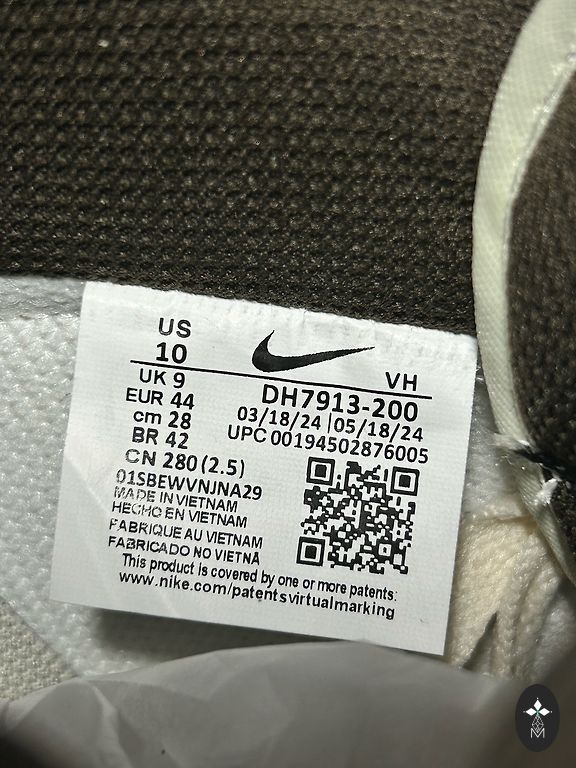 US
10
VH
UK 9
EUR 44
cm 28
BR 42
CN 280 (2.5)
DH7913-200
03/18/24 | 05/18/24
UPC 00194502876005
01SBEWVNJNA29
MADE IN VIETNAM
HECHO EN VIETNAM
FABRIQUE AU VIETNAM
FABRICADO NO VIETNÃ
This product is covered by one or more patents:
www.nike.com/patentsvirtualmarking
M